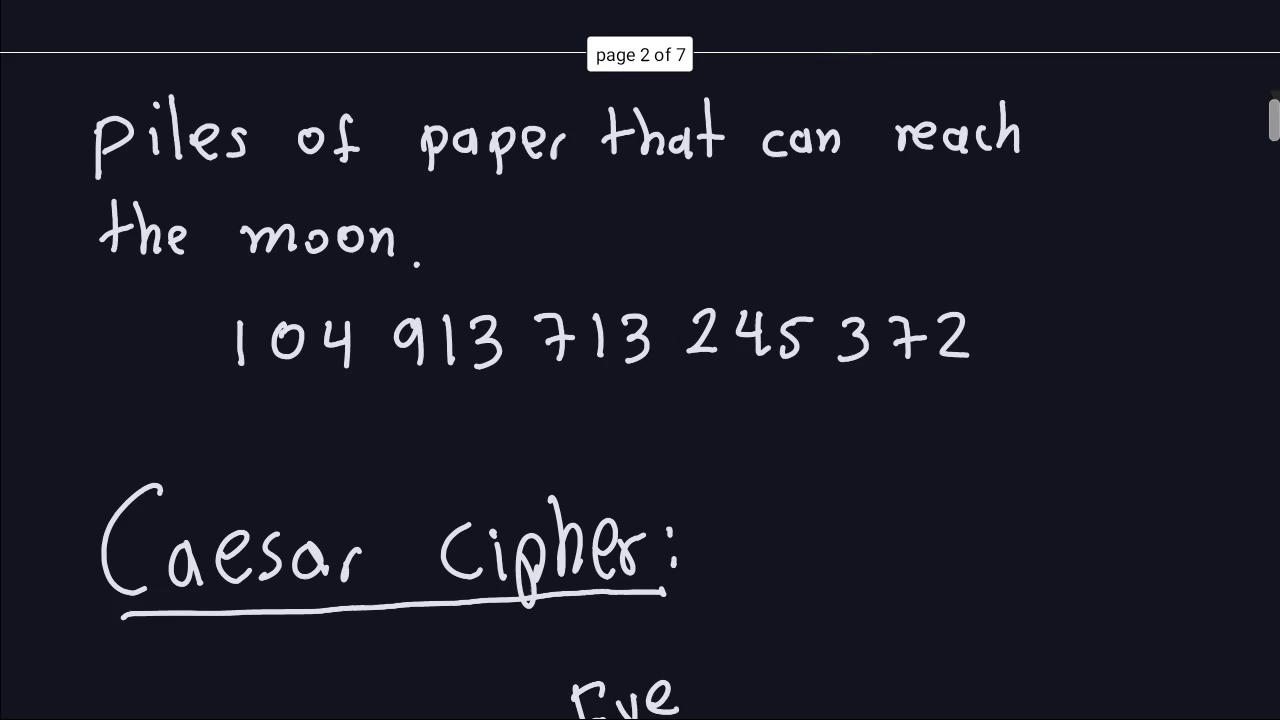 page 2 of 7
piles of paper that can reach
the moon.
104 913 713 245 372
Caesar cipher:
Eve